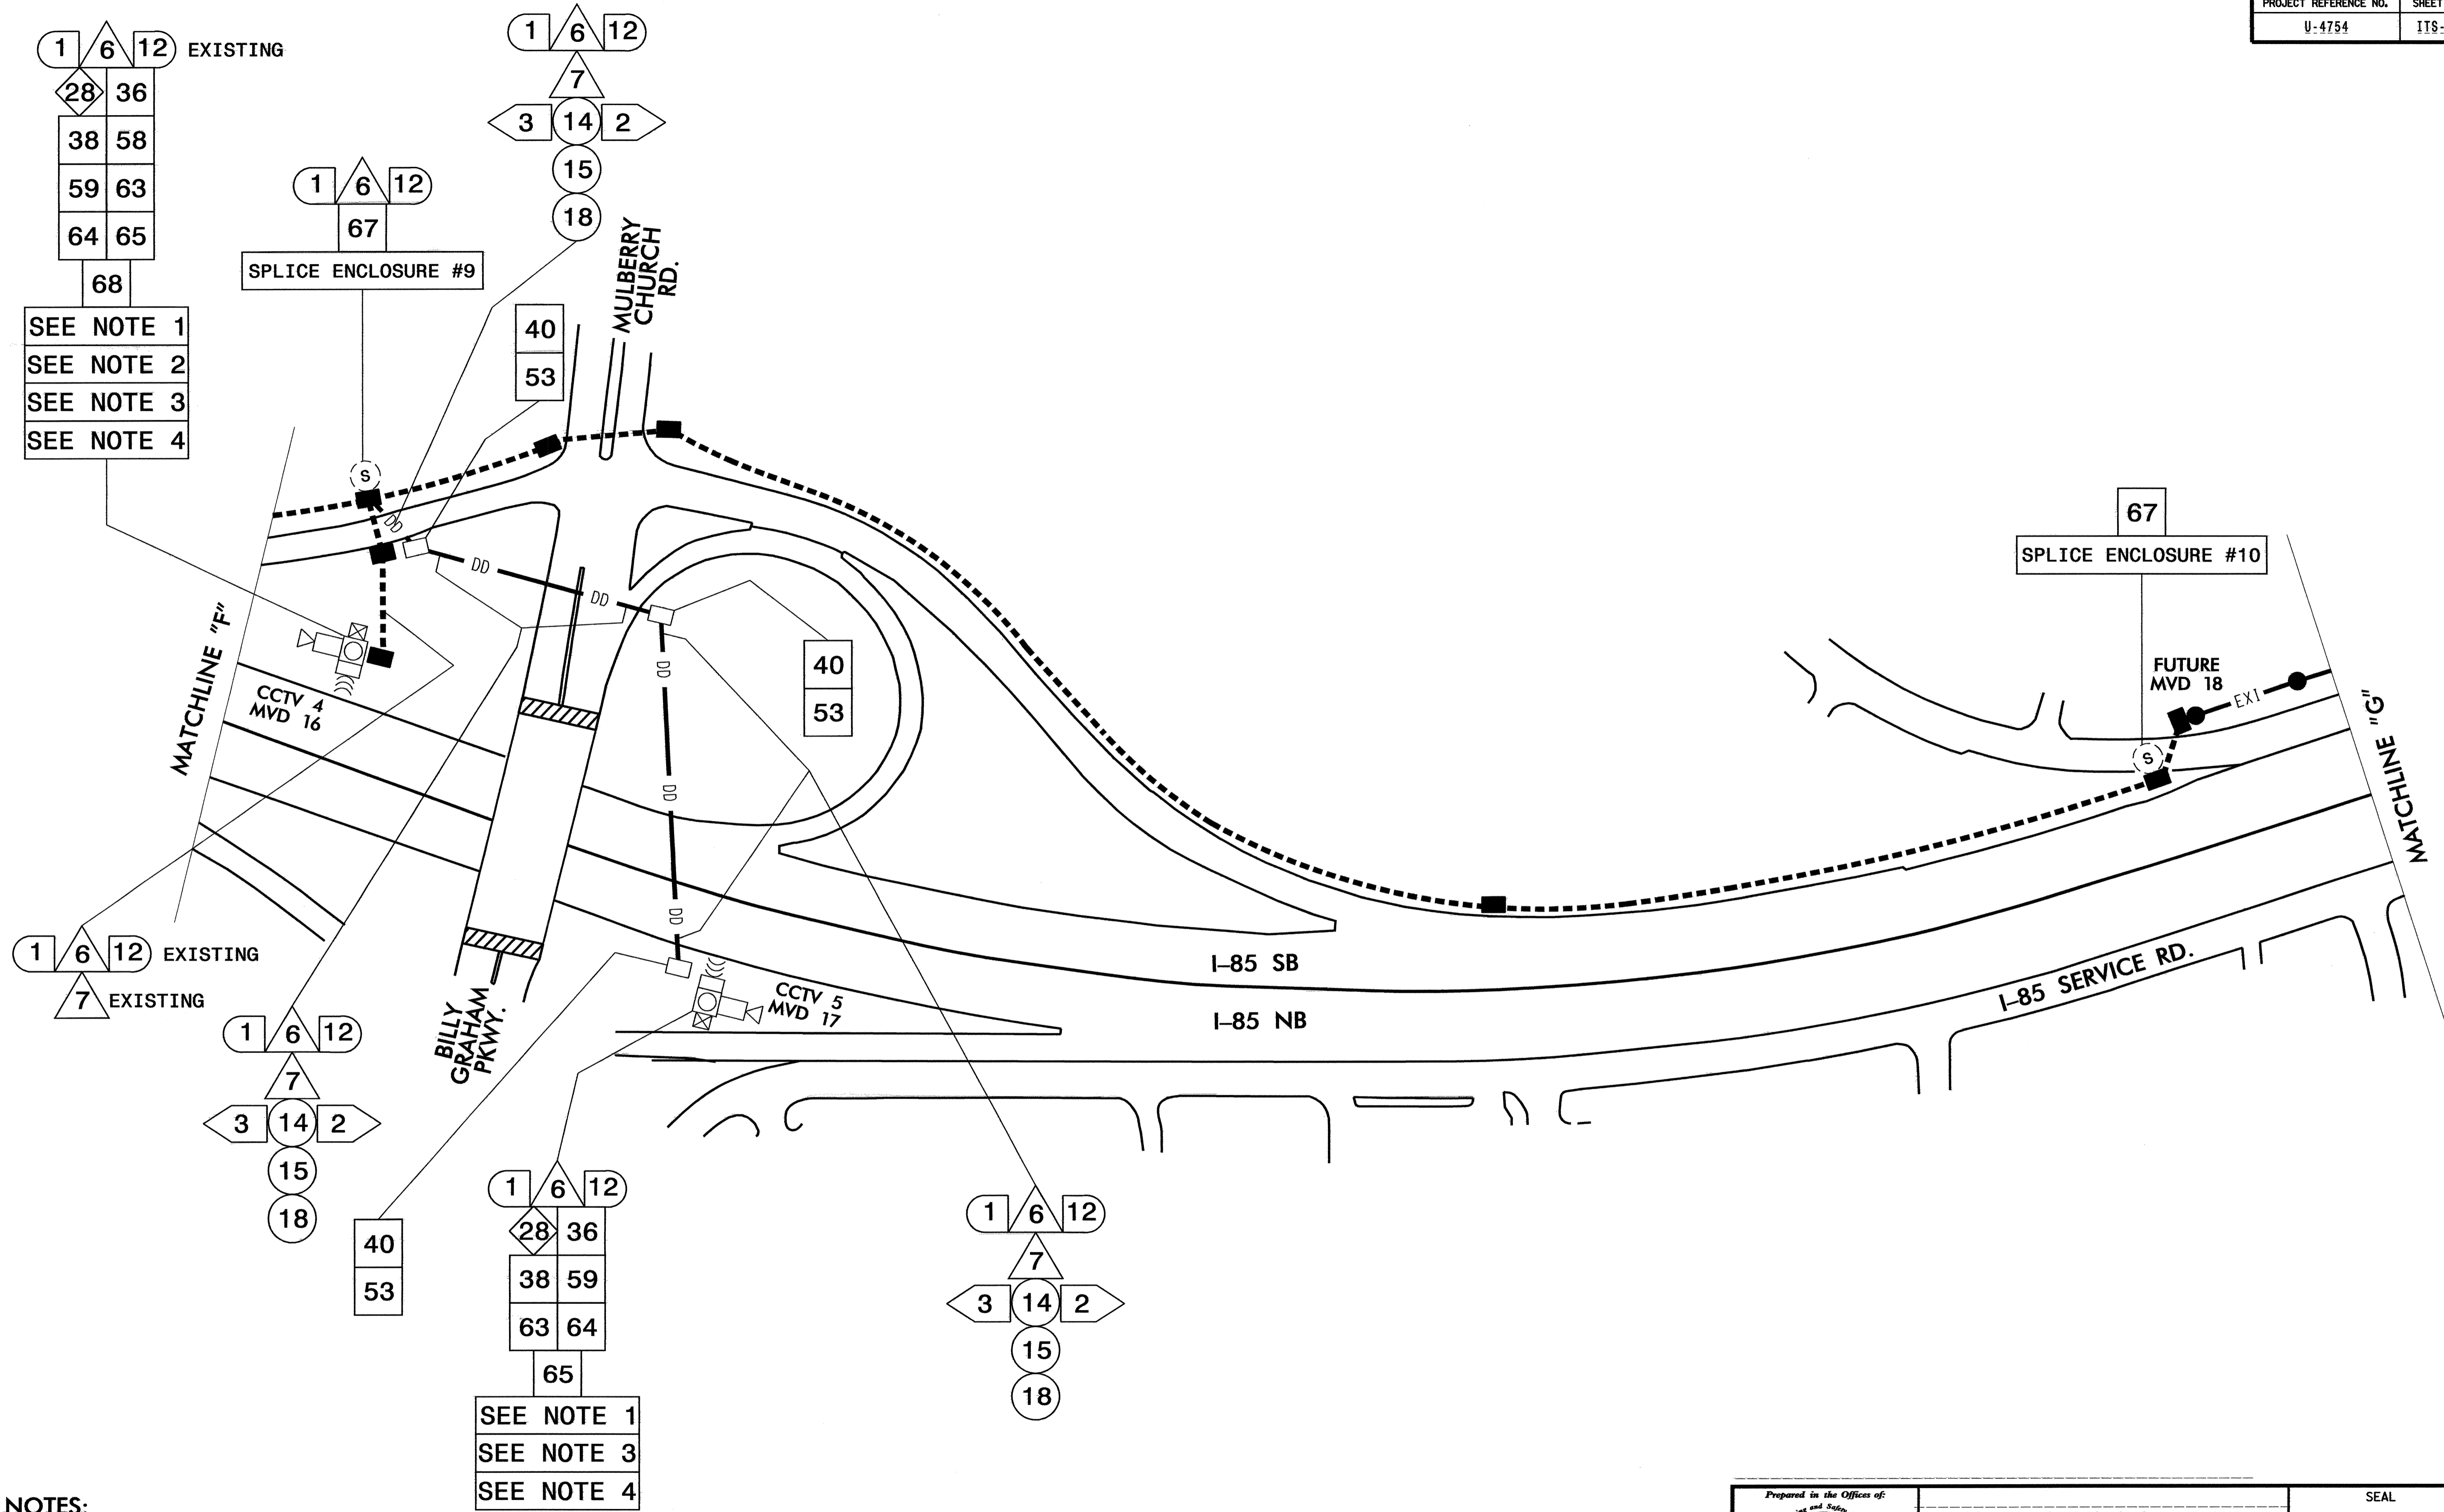 PROJECT REFERENCE NO. SHEET
U-4754 ITS-
1 6 12 EXISTING
28 36
38 58
59 63
64 65
68
SEE NOTE 1
SEE NOTE 2
SEE NOTE 3
SEE NOTE 4
1 6 12
67
SPLICE ENCLOSURE #9
1 6 12
7
3 14 2
15
18
40
53
MULBERRY
CHURCH
RD.
S
DD
DD
DD
DD
DD
DD
40
53
MATCHLINE "F"
CCTV 4
MVD 16
67
SPLICE ENCLOSURE #10
FUTURE
MVD 18
EXI
S
MATCHLINE "G"
1 6 12 EXISTING
7 EXISTING
1 6 12
7
3 14 2
15
18
BILLY
GRAHAM
PKWY.
CCTV 5
MVD 17
I-85 SB
I-85 NB
I-85 SERVICE RD.
40
53
1 6 12
28 36
38 59
63 64
65
SEE NOTE 1
SEE NOTE 3
SEE NOTE 4
1 6 12
7
3 14 2
15
18
NOTES:
Prepared in the Offices of:
SEAL